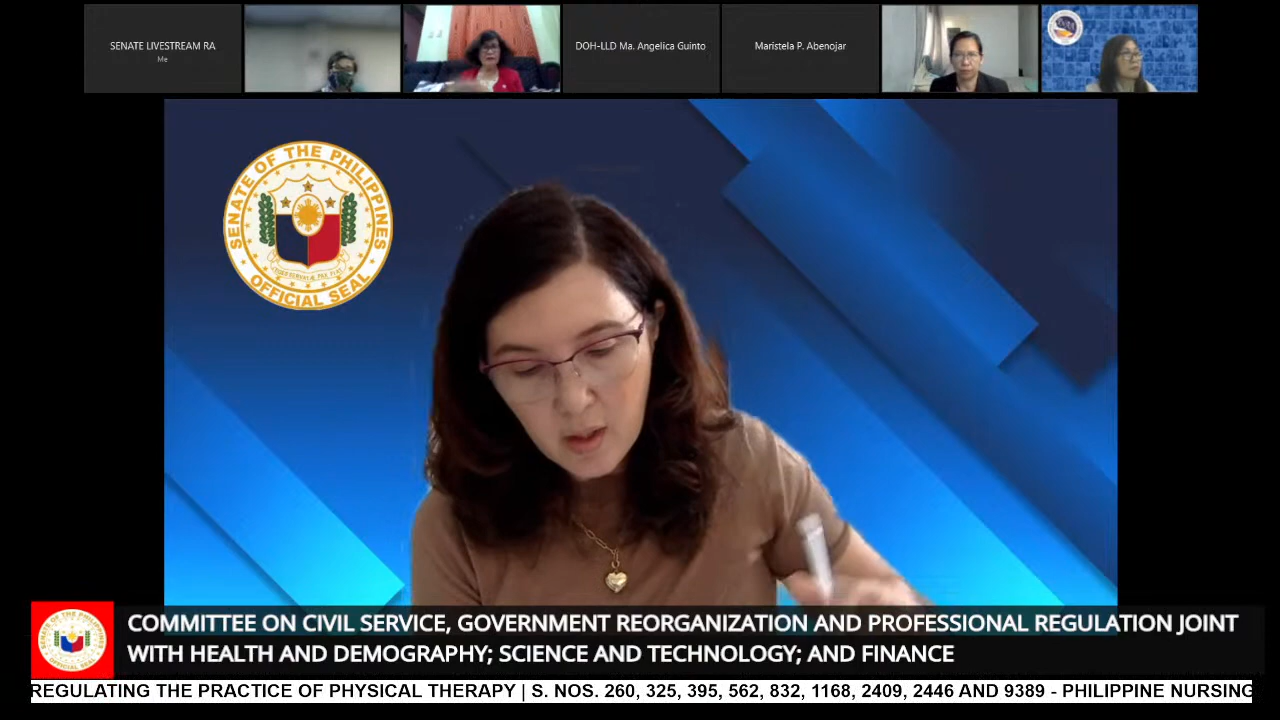 SENATE LIVESTREAM RA
Me
DOH-LLD Ma. Angelica Guinto
Maristela P. Abenojar
SENATE OF THE PHILIPPINES
OFFICIAL SEAL
COMMITTEE ON CIVIL SERVICE, GOVERNMENT REORGANIZATION AND PROFESSIONAL REGULATION JOINT
WITH HEALTH AND DEMOGRAPHY; SCIENCE AND TECHNOLOGY; AND FINANCE
REGULATING THE PRACTICE OF PHYSICAL THERAPY | S. NOS. 260, 325, 395, 562, 832, 1168, 2409, 2446 AND 9389 - PHILIPPINE NURSING